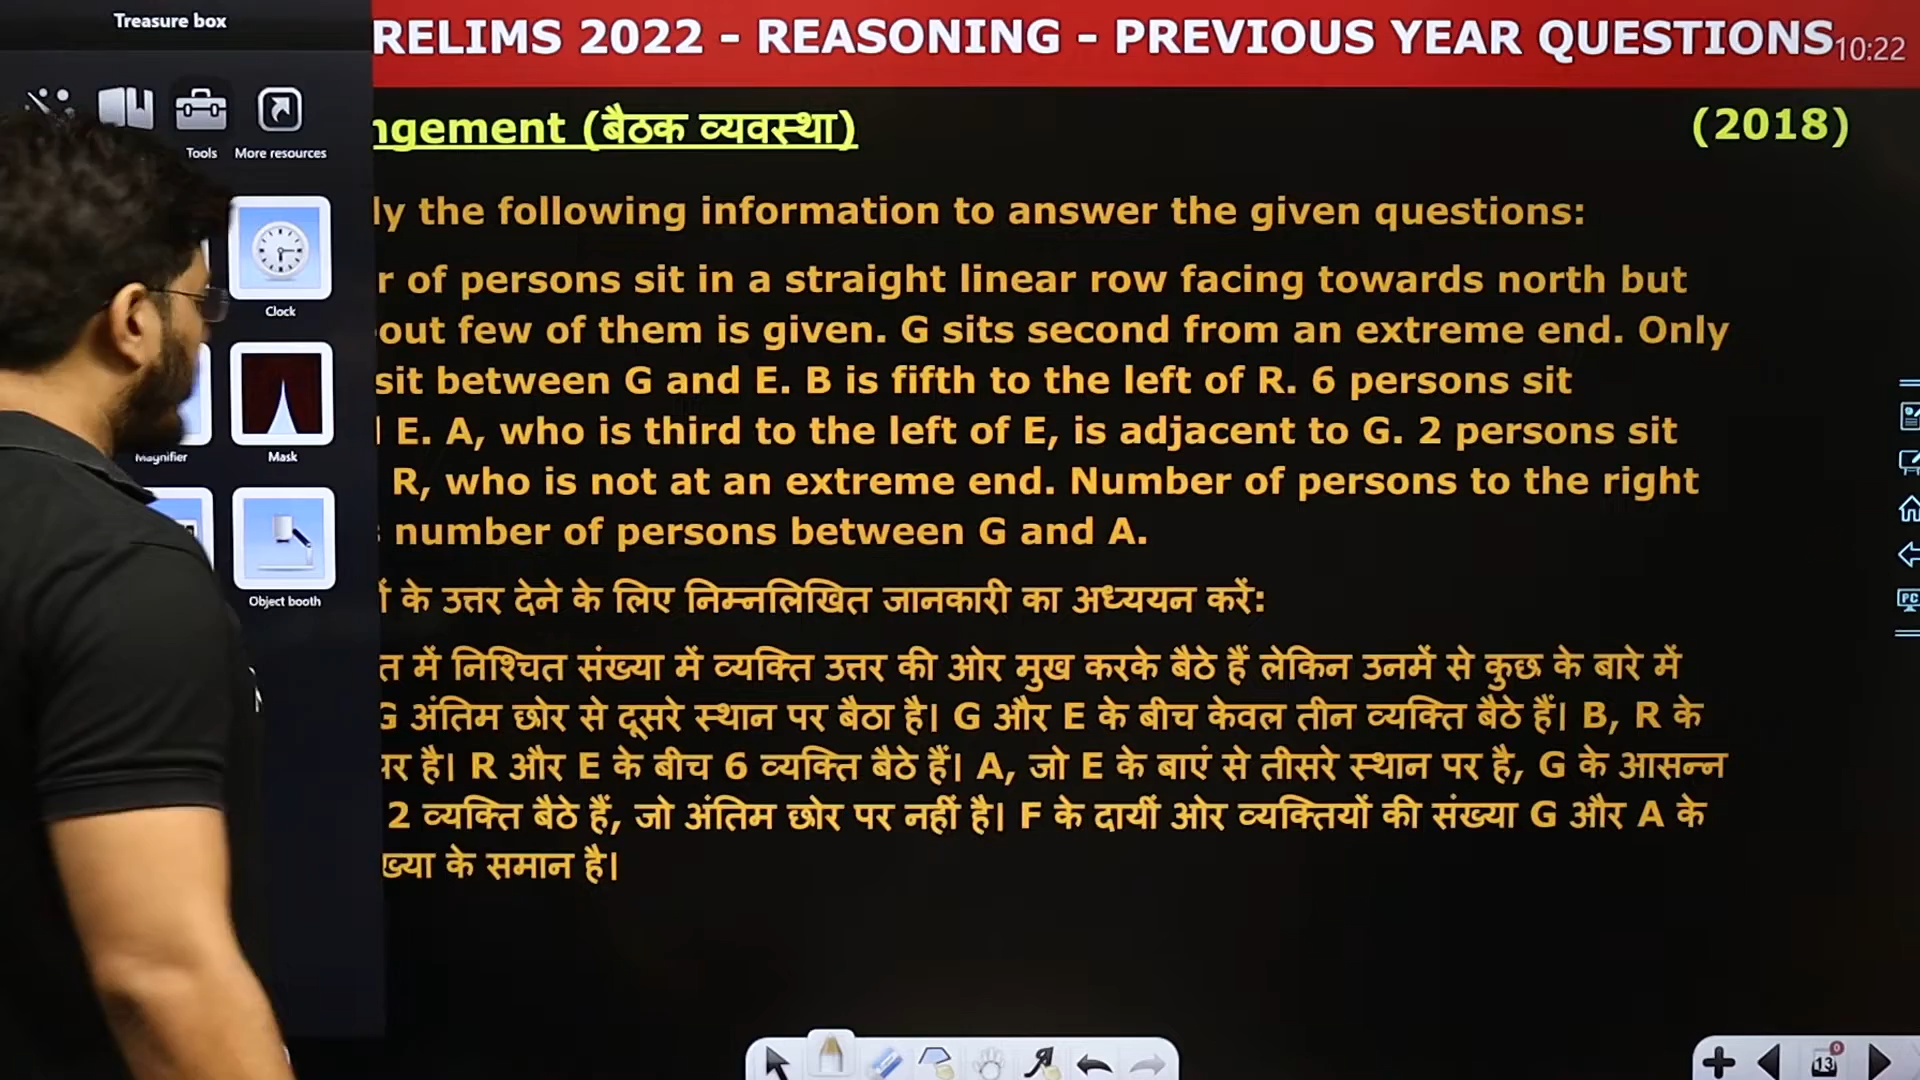 Treasure box
RELIMS 2022 - REASONING - PREVIOUS YEAR QUESTIONS
10:22
Tools
More resources
ngement (बैठक व्यवस्था)
(2018)
ly the following information to answer the given questions:
r of persons sit in a straight linear row facing towards north but
out few of them is given. G sits second from an extreme end. Only
sit between G and E. B is fifth to the left of R. 6 persons sit
E. A, who is third to the left of E, is adjacent to G. 2 persons sit
R, who is not at an extreme end. Number of persons to the right
number of persons between G and A.
Clock
Magnifier
Mask
Object booth
के उत्तर देने के लिए निम्नलिखित जानकारी का अध्ययन करें:
त में निश्चित संख्या में व्यक्ति उत्तर की ओर मुख करके बैठे हैं लेकिन उनमें से कुछ के बारे में
G अंतिम छोर से दूसरे स्थान पर बैठा है। G और E के बीच केवल तीन व्यक्ति बैठे हैं। B, R के
पर है। R और E के बीच 6 व्यक्ति बैठे हैं। A, जो E के बाएं से तीसरे स्थान पर है, G के आसन्न
2 व्यक्ति बैठे हैं, जो अंतिम छोर पर नहीं है। F के दायीं ओर व्यक्तियों की संख्या G और A के
ख्या के समान है।
PC
13
0